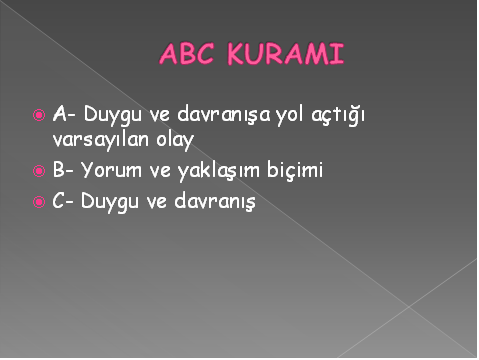 ABC KURAMI
A- Duygu ve davranışa yol açtığı
varsayılan olay
B- Yorum ve yaklaşım biçimi
C- Duygu ve davranış